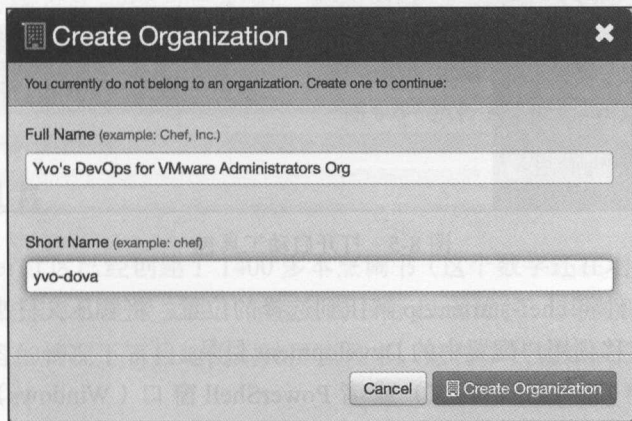 Create Organization
You currently do not belong to an organization. Create one to continue:
Full Name (example: Chef, Inc.)
Yvo's DevOps for VMware Administrators Org
Short Name (example: chef)
yvo-dova
Cancel
Create Organization